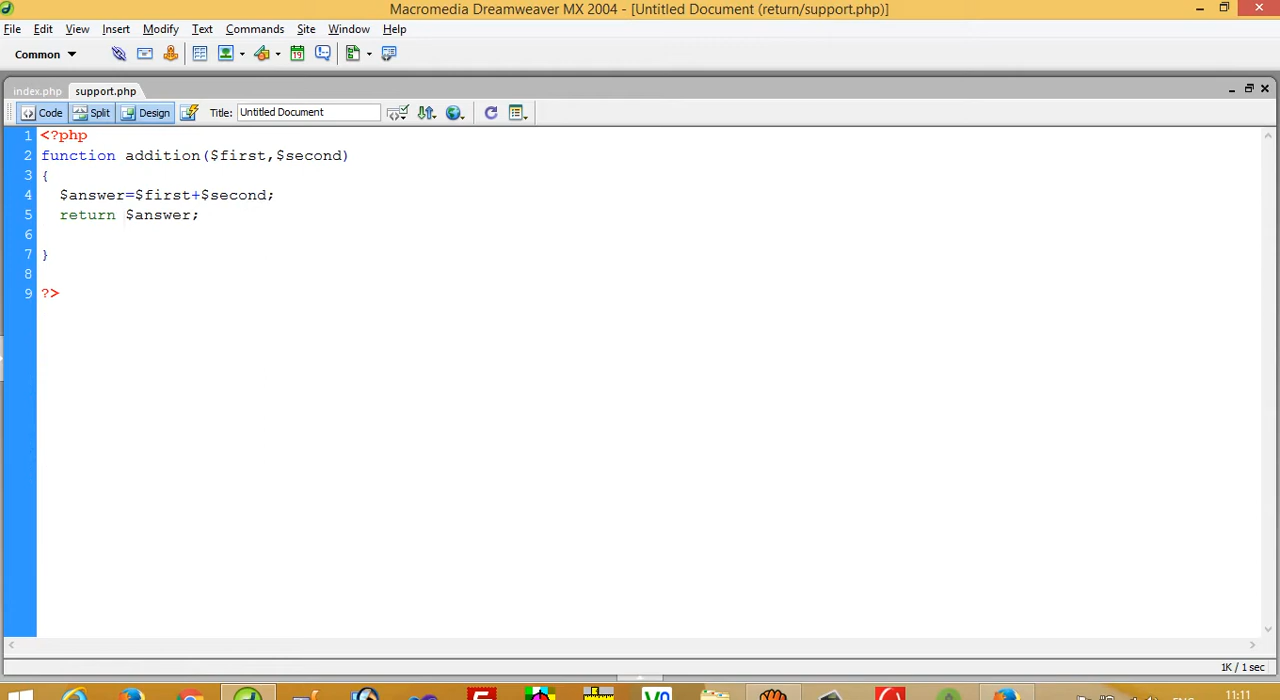 Macromedia Dreamweaver MX 2004 - [Untitled Document (return/support.php)]
File Edit View Insert Modify Text Commands Site Window Help
Common
index.php support.php
Code Split Design Title: Untitled Document
1 <?php
2 function addition($first,$second)
3 {
4 $answer=$first+$second;
5 return $answer;
6
7 }
8
9 ?>
1K / 1 sec
11:11